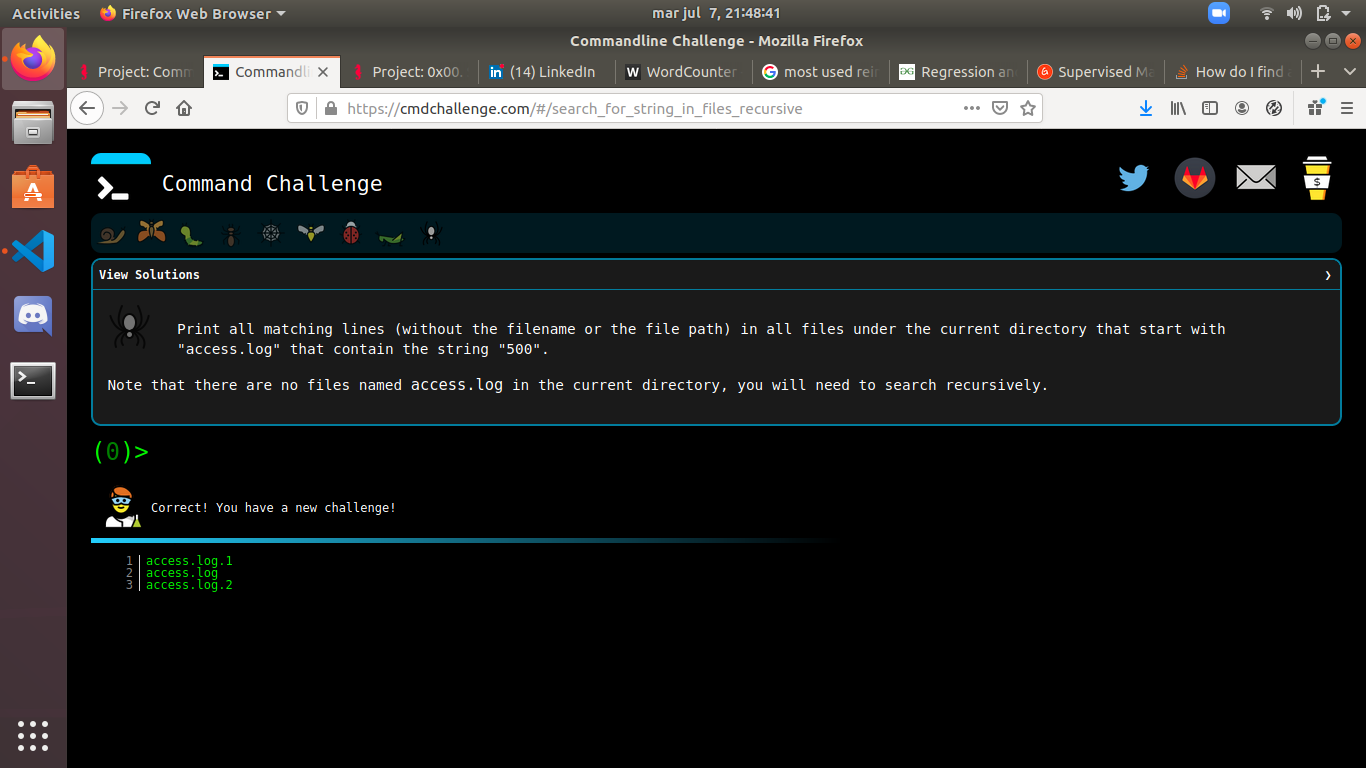 Activities Firefox Web Browser mar jul 7, 21:48:41
Commandline Challenge - Mozilla Firefox
Project: Comm Commandli Project: 0x00. (14) LinkedIn WordCounter most used rei Regression an Supervised Ma How do I find a
https://cmdchallenge.com/#/search_for_string_in_files_recursive
Command Challenge
$
View Solutions ❯
Print all matching lines (without the filename or the file path) in all files under the current directory that start with
"access.log" that contain the string "500".
Note that there are no files named access.log in the current directory, you will need to search recursively.
(0)>
Correct! You have a new challenge!
1 access.log.1
2 access.log
3 access.log.2